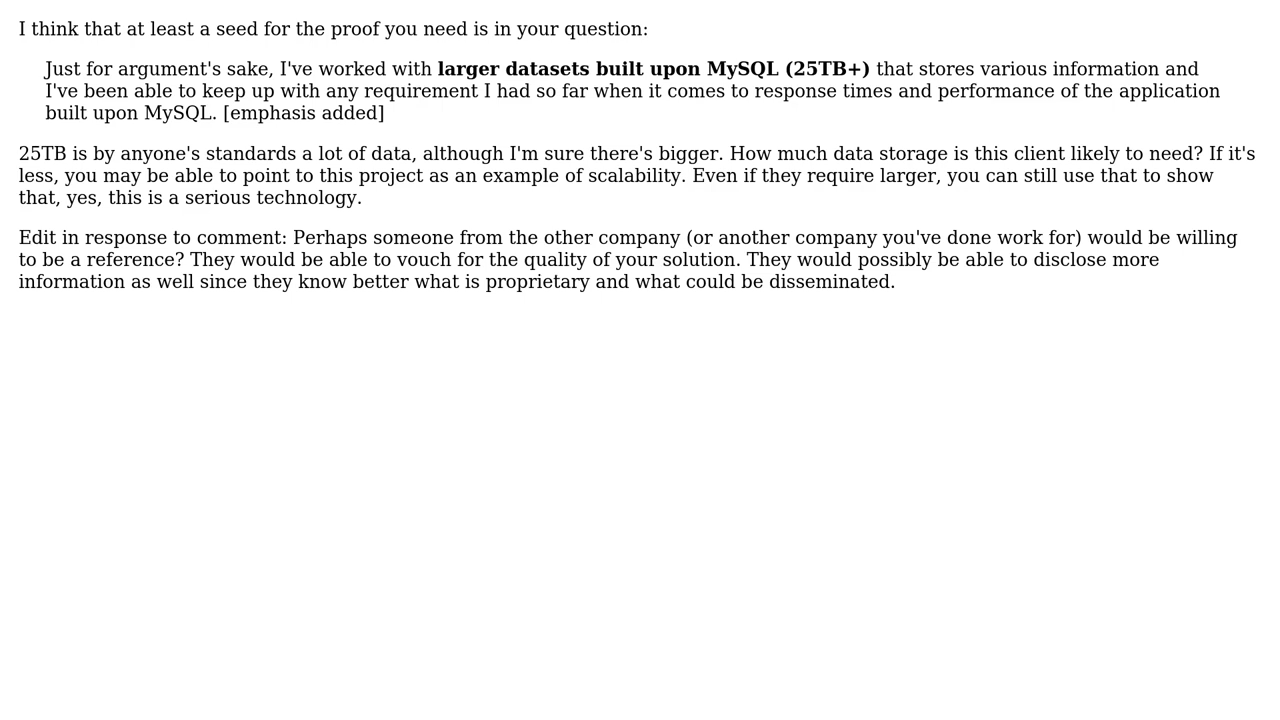 I think that at least a seed for the proof you need is in your question:
Just for argument's sake, I've worked with larger datasets built upon MySQL (25TB+) that stores various information and
I've been able to keep up with any requirement I had so far when it comes to response times and performance of the application
built upon MySQL. [emphasis added]
25TB is by anyone's standards a lot of data, although I'm sure there's bigger. How much data storage is this client likely to need? If it's
less, you may be able to point to this project as an example of scalability. Even if they require larger, you can still use that to show
that, yes, this is a serious technology.
Edit in response to comment: Perhaps someone from the other company (or another company you've done work for) would be willing
to be a reference? They would be able to vouch for the quality of your solution. They would possibly be able to disclose more
information as well since they know better what is proprietary and what could be disseminated.